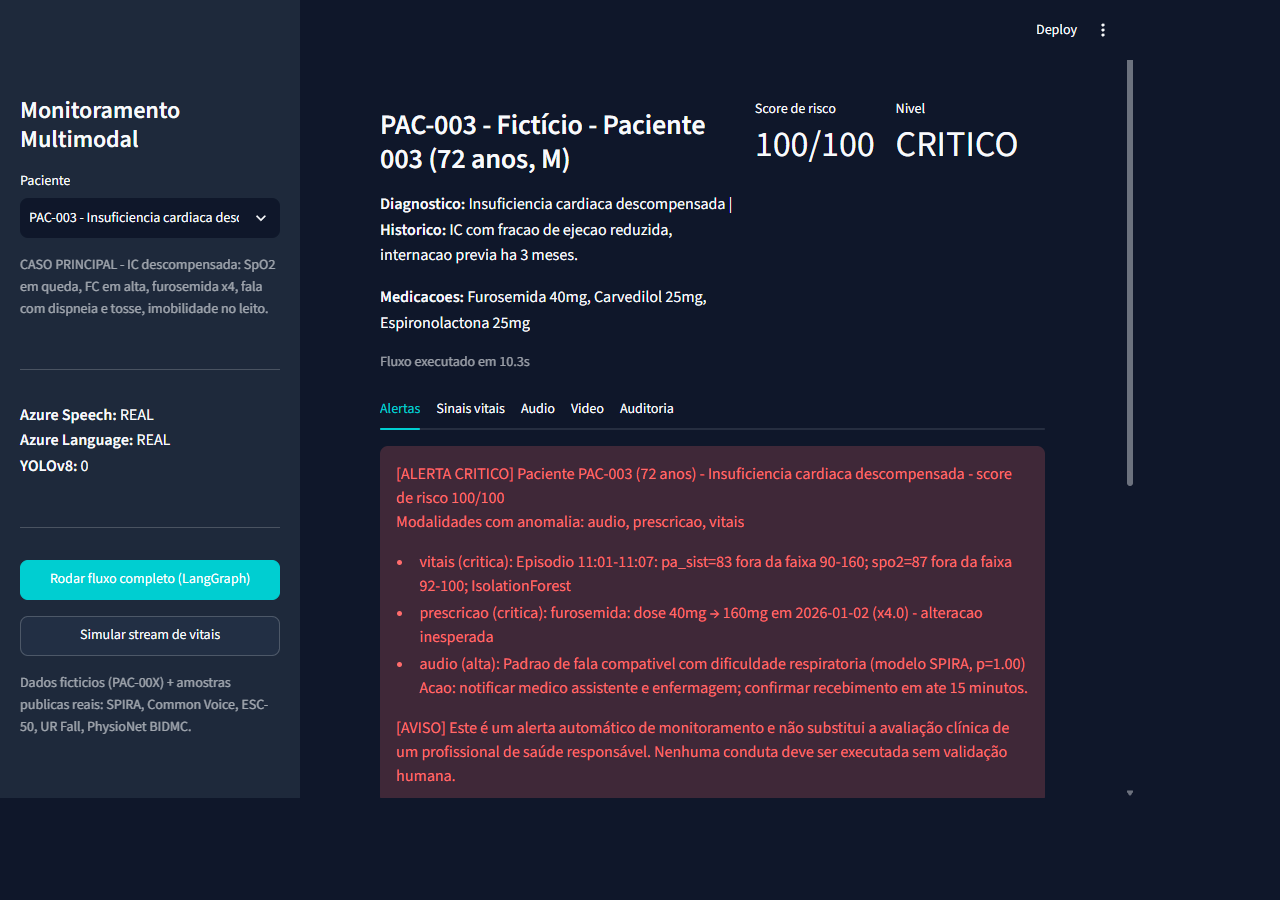 Deploy
Monitoramento
Multimodal
Paciente
PAC-003 - Insuficiencia cardiaca desc
CASO PRINCIPAL - IC descompensada: SpO2
em queda, FC em alta, furosemida x4, fala
com dispneia e tosse, imobilidade no leito.
Azure Speech: REAL
Azure Language: REAL
YOLOv8: 0
Rodar fluxo completo (LangGraph)
Simular stream de vitais
Dados ficticios (PAC-00X) + amostras
publicas reais: SPIRA, Common Voice, ESC-
50, UR Fall, PhysioNet BIDMC.
PAC-003 - Fictício - Paciente
003 (72 anos, M)
Score de risco
100/100
Nivel
CRITICO
Diagnostico: Insuficiencia cardiaca descompensada |
Historico: IC com fracao de ejecao reduzida,
internacao previa ha 3 meses.
Medicacoes: Furosemida 40mg, Carvedilol 25mg,
Espironolactona 25mg
Fluxo executado em 10.3s
Alertas Sinais vitais Audio Video Auditoria
[ALERTA CRITICO] Paciente PAC-003 (72 anos) - Insuficiencia cardiaca descompensada - score
de risco 100/100
Modalidades com anomalia: audio, prescricao, vitais
• vitais (critica): Episodio 11:01-11:07: pa_sist=83 fora da faixa 90-160; spo2=87 fora da faixa
92-100; IsolationForest
• prescricao (critica): furosemida: dose 40mg → 160mg em 2026-01-02 (x4.0) - alteracao
inesperada
• audio (alta): Padrao de fala compativel com dificuldade respiratoria (modelo SPIRA, p=1.00)
Acao: notificar medico assistente e enfermagem; confirmar recebimento em ate 15 minutos.
[AVISO] Este é um alerta automático de monitoramento e não substitui a avaliação clínica de
um profissional de saúde responsável. Nenhuma conduta deve ser executada sem validação
humana.